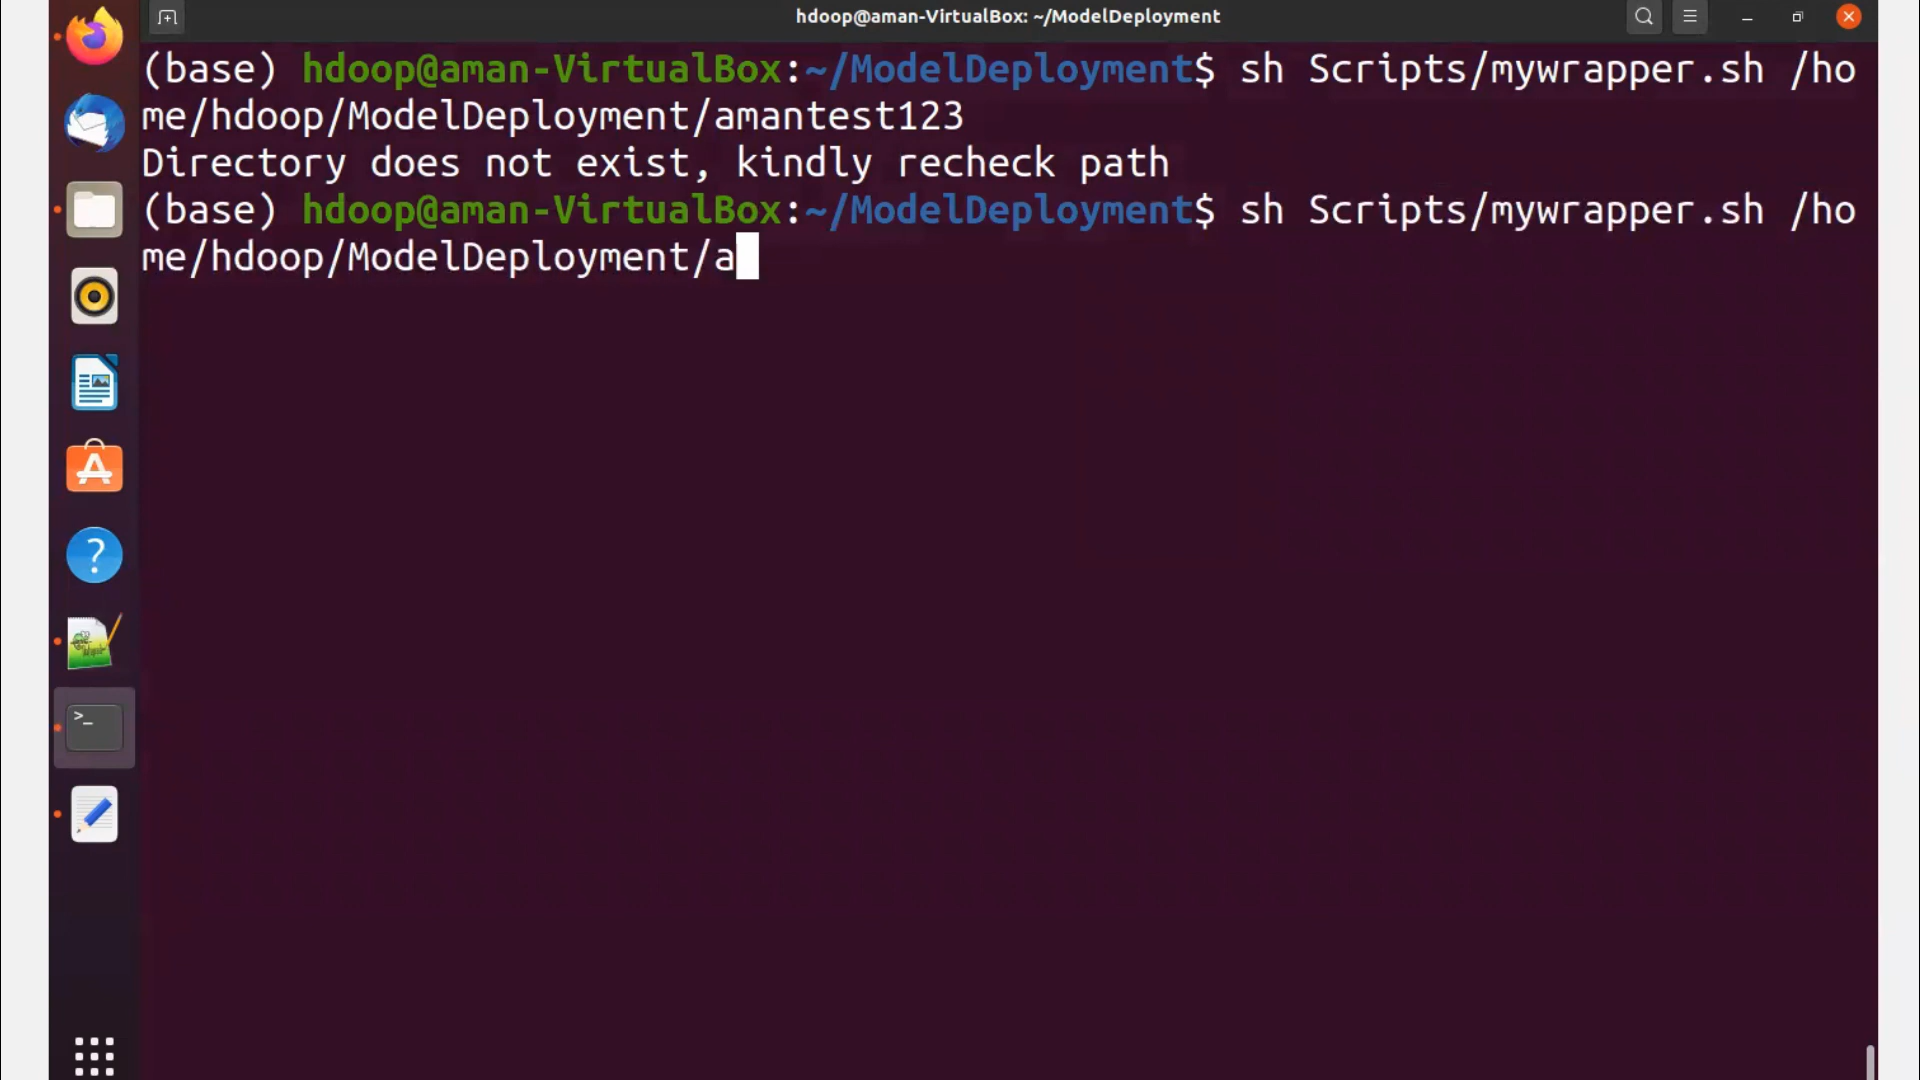 hdoop@aman-VirtualBox: ~/ModelDeployment
(base) hdoop@aman-VirtualBox:~/ModelDeployment$ sh Scripts/mywrapper.sh /ho
me/hdoop/ModelDeployment/amantest123
Directory does not exist, kindly recheck path
(base) hdoop@aman-VirtualBox:~/ModelDeployment$ sh Scripts/mywrapper.sh /ho
me/hdoop/ModelDeployment/a